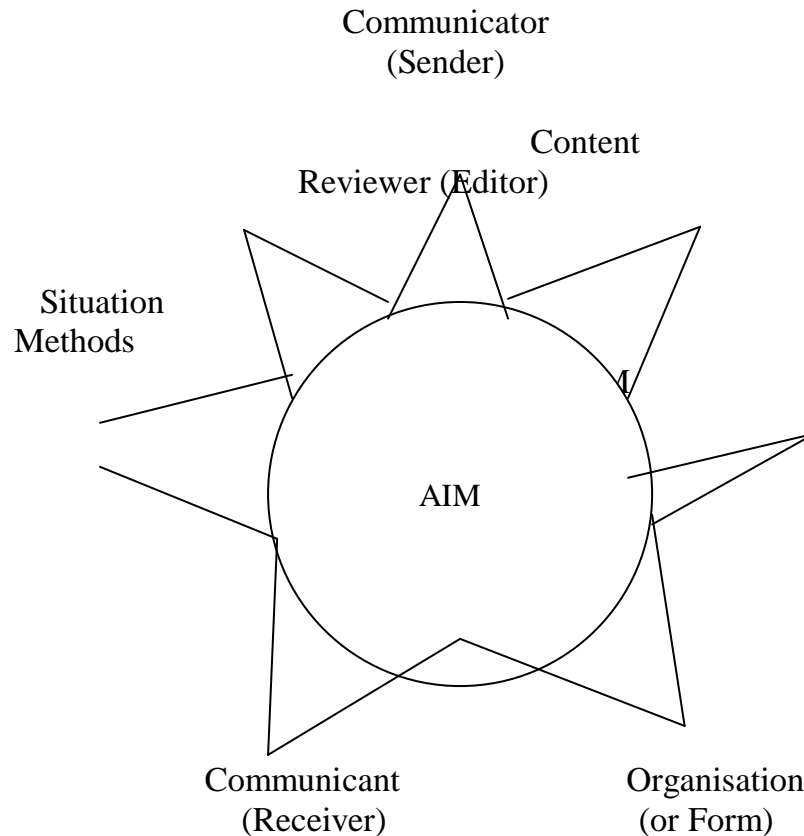 Communicator
(Sender)
Content
Reviewer (Editor)
Situation
Methods
AIM
Communicant
(Receiver)
Organisation
(or Form)